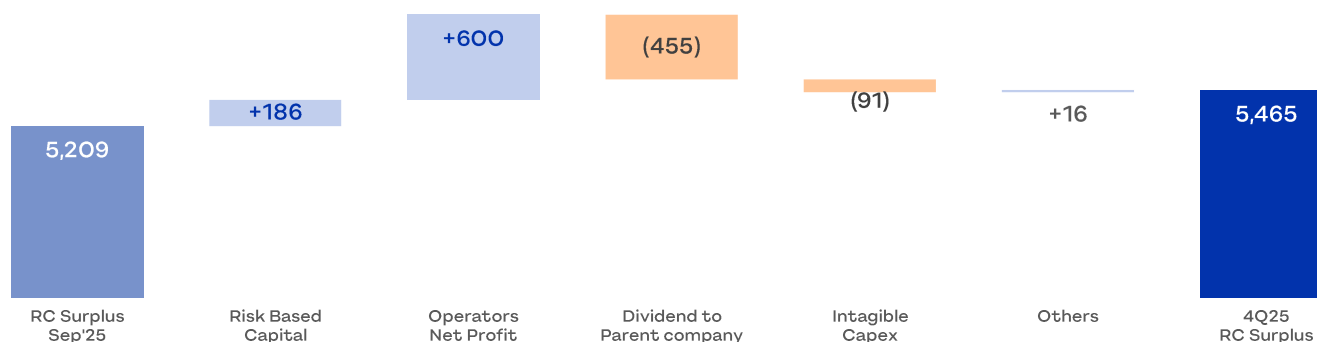 +600
(455)
+186
(91)
+16
5,209
5,465
RC Surplus
Sep'25
Risk Based
Capital
Operators
Net Profit
Dividend to
Parent company
Intagible
Capex
Others
4Q25
RC Surplus